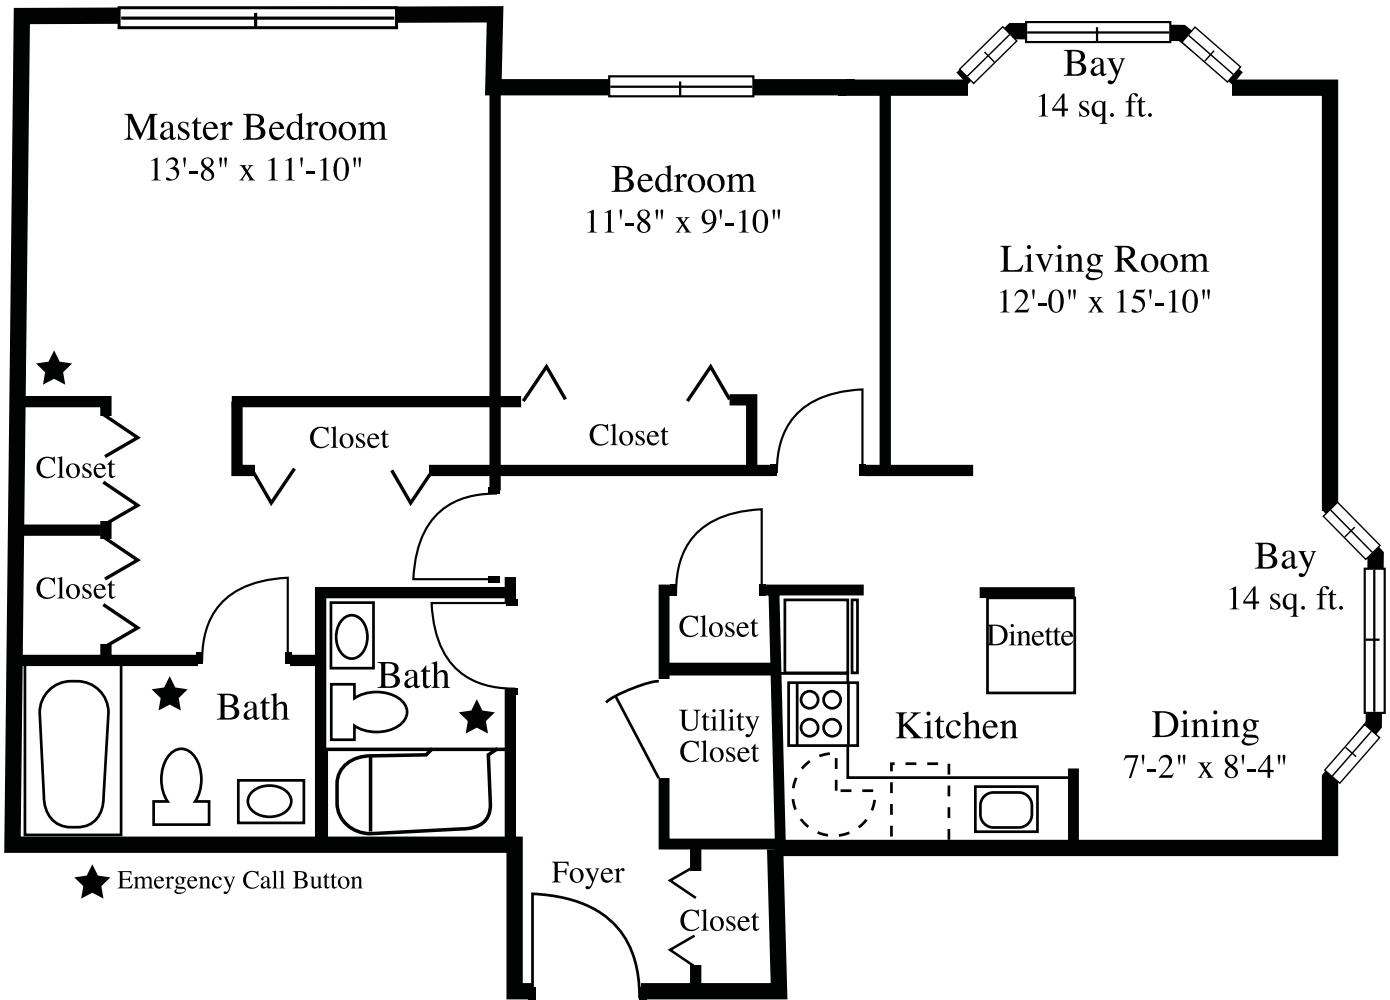 Bay
14 sq. ft.
Master Bedroom
13'-8" x 11'-10"
Bedroom
11'-8" x 9'-10"
Living Room
12'-0" x 15'-10"
Closet
Closet
Closet
Closet
Bay
14 sq. ft.
Closet
Dinette
Bath
Bath
Utility
Closet
Kitchen
Dining
7'-2" x 8'-4"
Emergency Call Button
Foyer
Closet